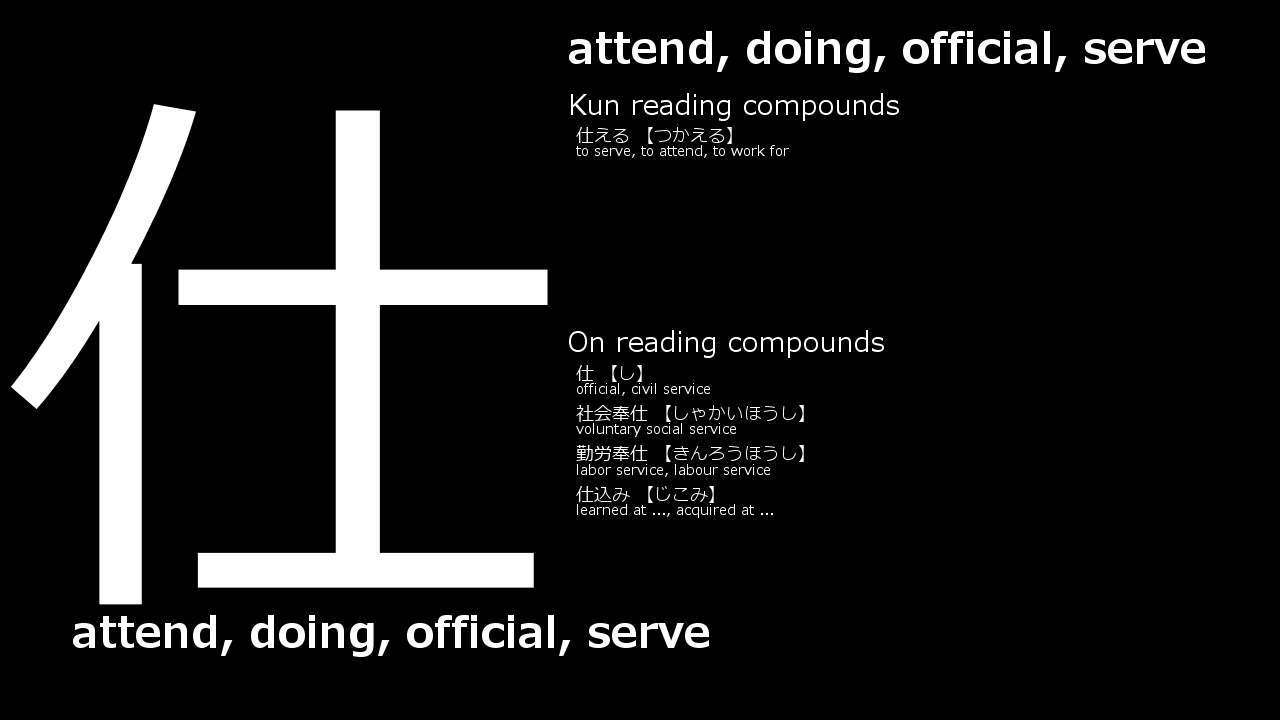 仕
attend, doing, official, serve
attend, doing, official, serve
Kun reading compounds
仕える 【つかえる】
to serve, to attend, to work for
On reading compounds
仕 【し】
official, civil service
社会奉仕 【しゃかいほうし】
voluntary social service
勤労奉仕 【きんろうほうし】
labor service, labour service
仕込み 【じこみ】
learned at ..., acquired at ...